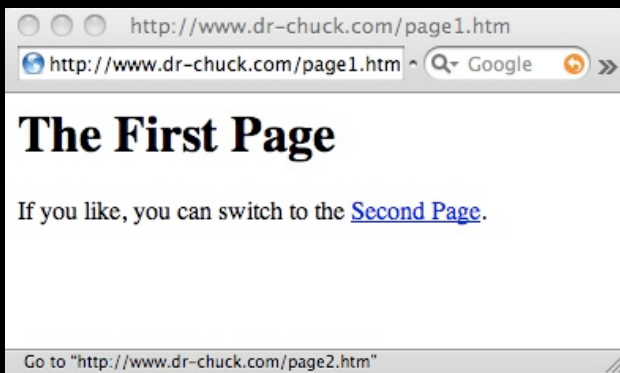 http://www.dr-chuck.com/page1.htm
http://www.dr-chuck.com/page1.htm Google
The First Page
If you like, you can switch to the Second Page.
Go to "http://www.dr-chuck.com/page2.htm"